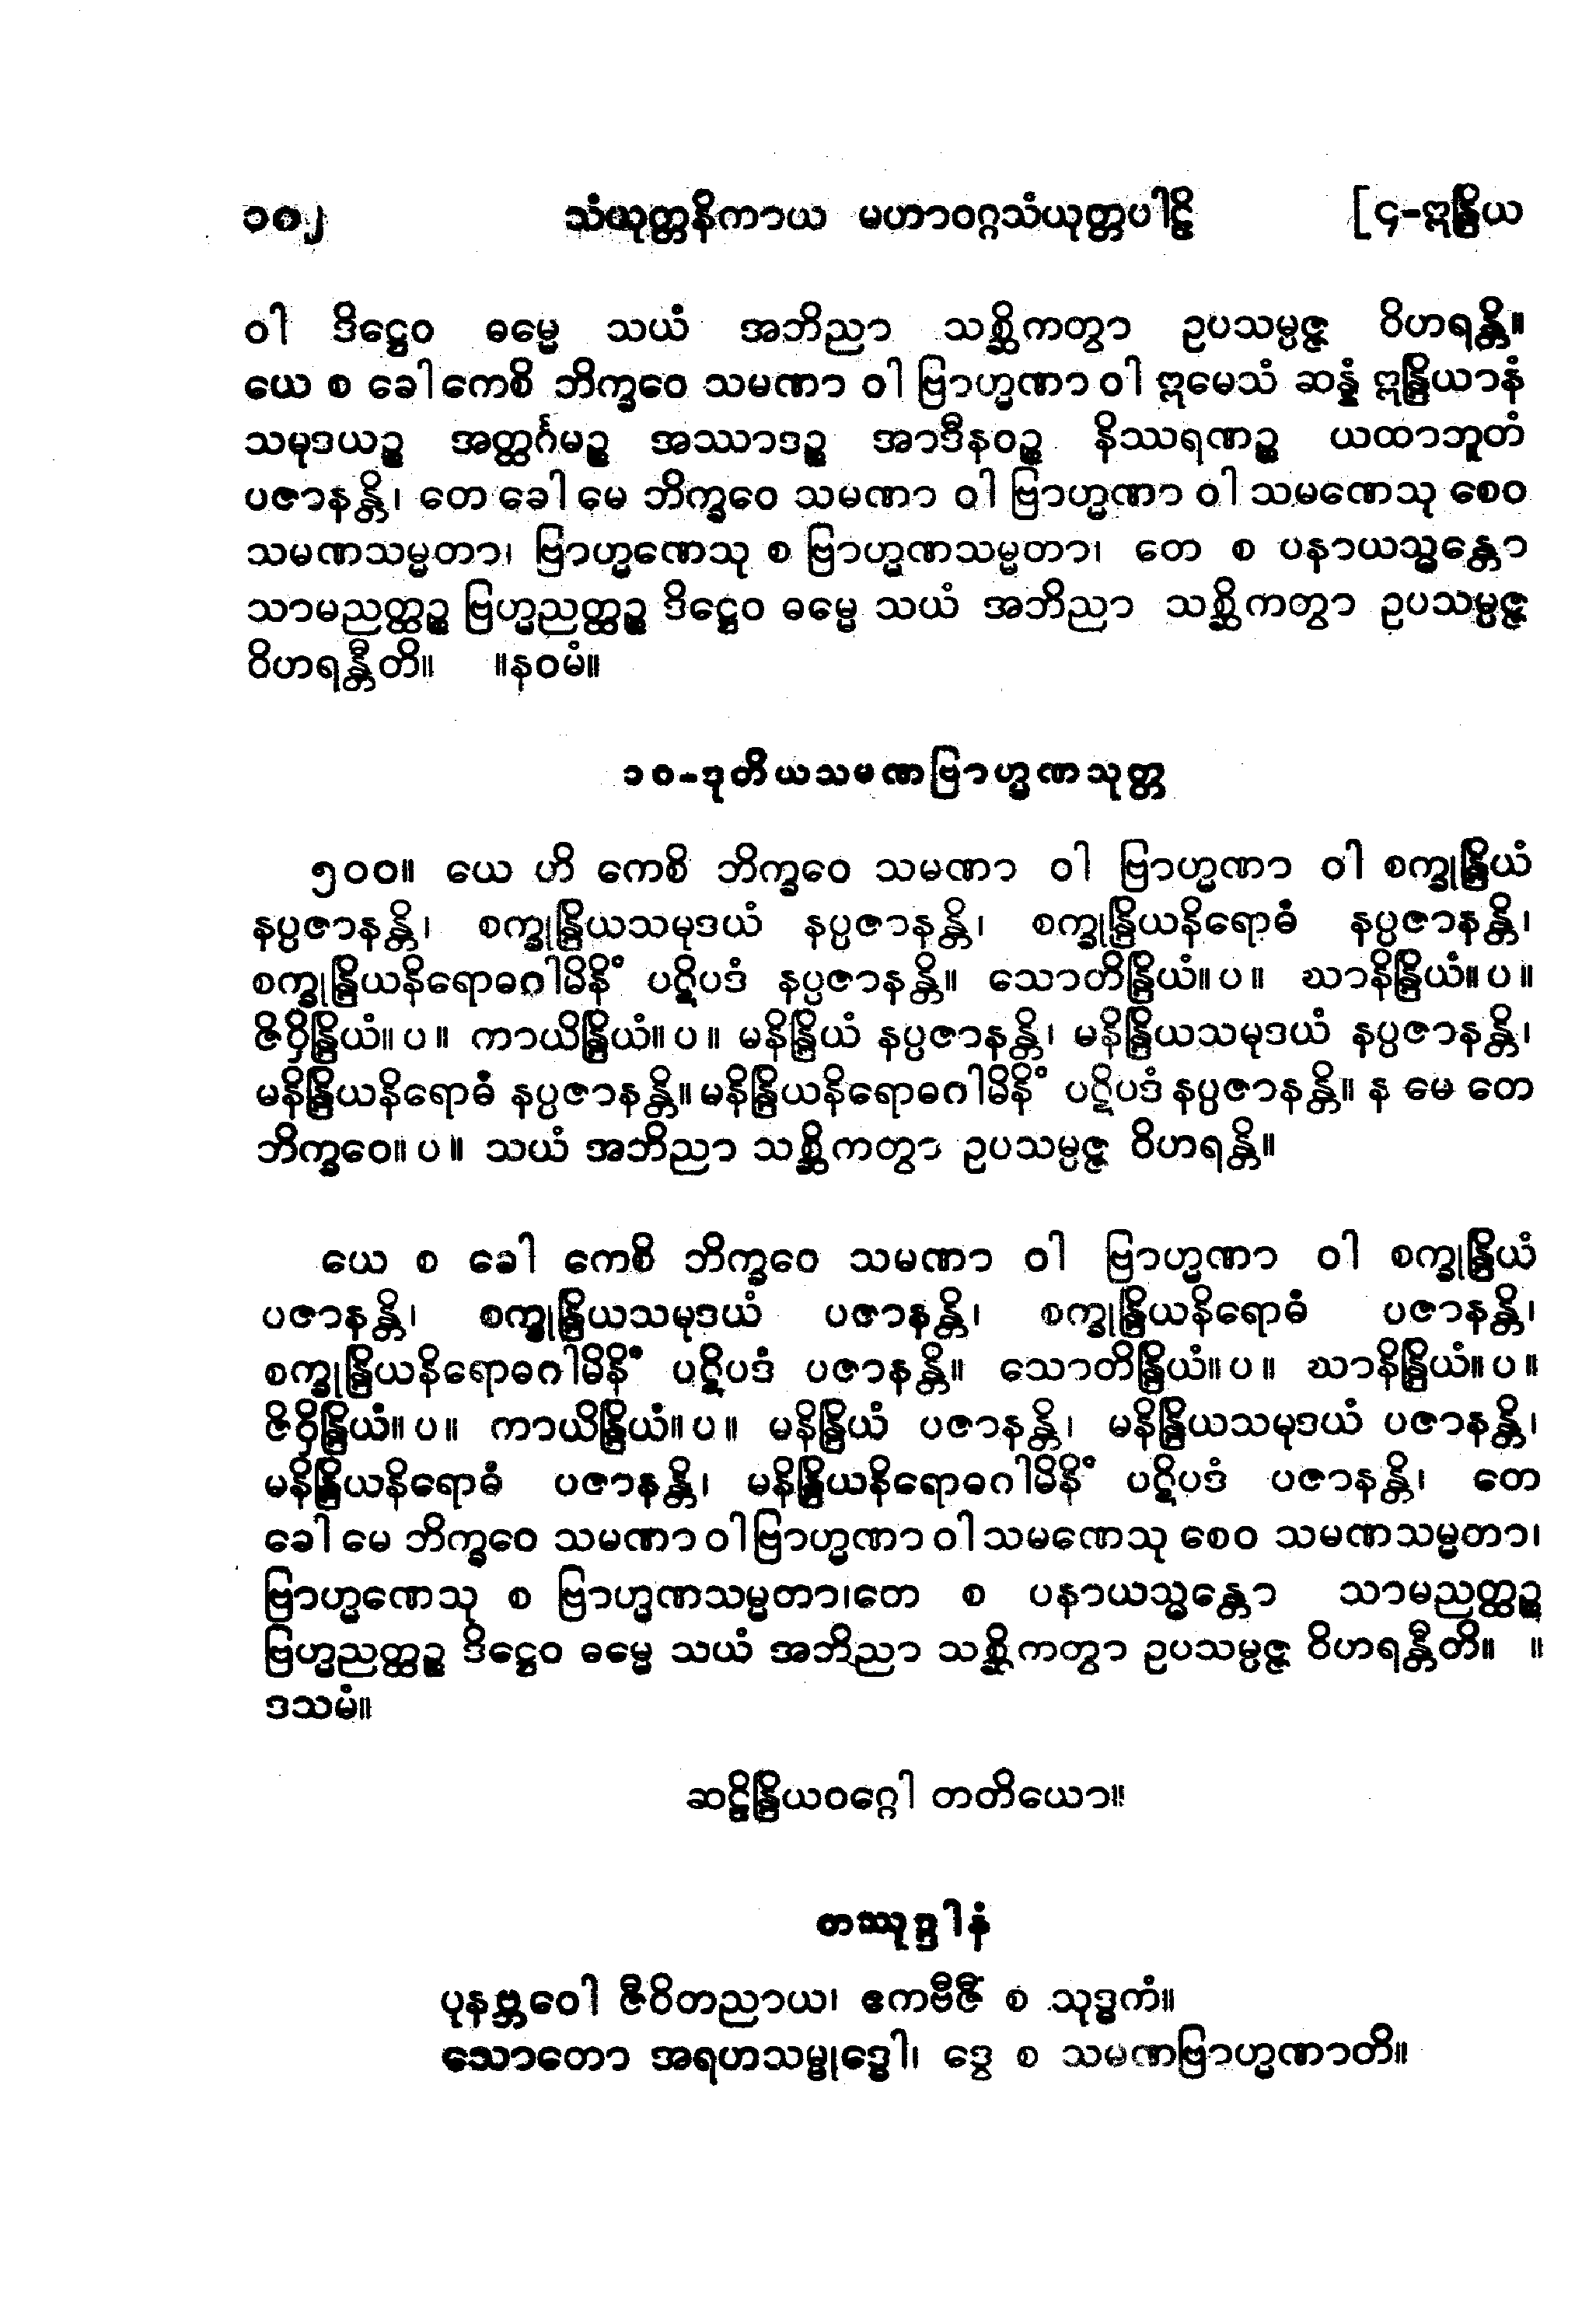 ၁၈၂ သံယုတ္တနိကာယ မဟာဝဂ္ဂသံယုတ္တပါဠိ [၄-ဣန္ဒြိယ
ဝါ ဒိဋ္ဌေဝ ဓမ္မေ သယံ အဘိညာ သစ္ဆိကတွာ ဥပသမ္ပဇ္ဇ ဝိဟရန္တိ။
ယေ စ ခေါ ကေစိ ဘိက္ခဝေ သမဏာ ဝါ ဗြာဟ္မဏာ ဝါ ဣမေသံ ဆန္နံ ဣန္ဒြိယာနံ
သမုဒယဉ္စ အတ္ထင်္ဂမဉ္စ အဿာဒဉ္စ အာဒီနဝဉ္စ နိဿရဏဉ္စ ယထာဘူတံ
ပဇာနန္တိ၊ တေ ခေါ မေ ဘိက္ခဝေ သမဏာ ဝါ ဗြာဟ္မဏာ ဝါ သမဏေသု စေဝ
သမဏသမ္မတာ၊ ဗြာဟ္မဏေသု စ ဗြာဟ္မဏသမ္မတာ၊ တေ စ ပနာယသ္မန္တော
သာမညတ္ထဉ္စ ဗြဟ္မညတ္ထဉ္စ ဒိဋ္ဌေဝ ဓမ္မေ သယံ အဘိညာ သစ္ဆိကတွာ ဥပသမ္ပဇ္ဇ
ဝိဟရန္တီတိ။ ။နဝမံ။
၁၀-ဒုတိယသမဏဗြာဟ္မဏသုတ္တ
၅၀၀။ ယေ ဟိ ကေစိ ဘိက္ခဝေ သမဏာ ဝါ ဗြာဟ္မဏာ ဝါ စက္ခုန္ဒြိယံ
နပ္ပဇာနန္တိ၊ စက္ခုန္ဒြိယသမုဒယံ နပ္ပဇာနန္တိ၊ စက္ခုန္ဒြိယနိရောဓံ နပ္ပဇာနန္တိ၊
စက္ခုန္ဒြိယနိရောဓဂါမိနိံ ပဋိပဒံ နပ္ပဇာနန္တိ။ သောတိန္ဒြိယံ။ပ။ ဃာနိန္ဒြိယံ။ပ။
ဇိဝှိန္ဒြိယံ။ပ။ ကာယိန္ဒြိယံ။ပ။ မနိန္ဒြိယံ နပ္ပဇာနန္တိ၊ မနိန္ဒြိယသမုဒယံ နပ္ပဇာနန္တိ၊
မနိန္ဒြိယနိရောဓံ နပ္ပဇာနန္တိ။ မနိန္ဒြိယနိရောဓဂါမိနိံ ပဋိပဒံ နပ္ပဇာနန္တိ။ န မေ တေ
ဘိက္ခဝေ။ပ။ သယံ အဘိညာ သစ္ဆိကတွာ ဥပသမ္ပဇ္ဇ ဝိဟရန္တိ။
ယေ စ ခေါ ကေစိ ဘိက္ခဝေ သမဏာ ဝါ ဗြာဟ္မဏာ ဝါ စက္ခုန္ဒြိယံ
ပဇာနန္တိ၊ စက္ခုန္ဒြိယသမုဒယံ ပဇာနန္တိ၊ စက္ခုန္ဒြိယနိရောဓံ ပဇာနန္တိ၊
စက္ခုန္ဒြိယနိရောဓဂါမိနိံ ပဋိပဒံ ပဇာနန္တိ။ သောတိန္ဒြိယံ။ပ။ ဃာနိန္ဒြိယံ။ပ။
ဇိဝှိန္ဒြိယံ။ပ။ ကာယိန္ဒြိယံ။ပ။ မနိန္ဒြိယံ ပဇာနန္တိ၊ မနိန္ဒြိယသမုဒယံ ပဇာနန္တိ၊
မနိန္ဒြိယနိရောဓံ ပဇာနန္တိ၊ မနိန္ဒြိယနိရောဓဂါမိနိံ ပဋိပဒံ ပဇာနန္တိ၊ တေ
ခေါ မေ ဘိက္ခဝေ သမဏာ ဝါ ဗြာဟ္မဏာ ဝါ သမဏေသု စေဝ သမဏသမ္မတာ၊
ဗြာဟ္မဏေသု စ ဗြာဟ္မဏသမ္မတာ၊တေ စ ပနာယသ္မန္တော သာမညတ္ထဉ္စ
ဗြဟ္မညတ္ထဉ္စ ဒိဋ္ဌေဝ ဓမ္မေ သယံ အဘိညာ သစ္ဆိကတွာ ဥပသမ္ပဇ္ဇ ဝိဟရန္တီတိ။ ။
ဒသမံ။
ဆဠိန္ဒြိယဝဂ္ဂေါ တတိယော။
တဿုဒ္ဒါနံ
ပုနဗ္ဘဝေါ ဇီဝိတညာယ၊ ဧကဗီဇီ စ သုဒ္ဓကံ။
သောတော အရဟသမ္ဗုဒ္ဓေါ၊ ဒွေ စ သမဏဗြာဟ္မဏာတိ။